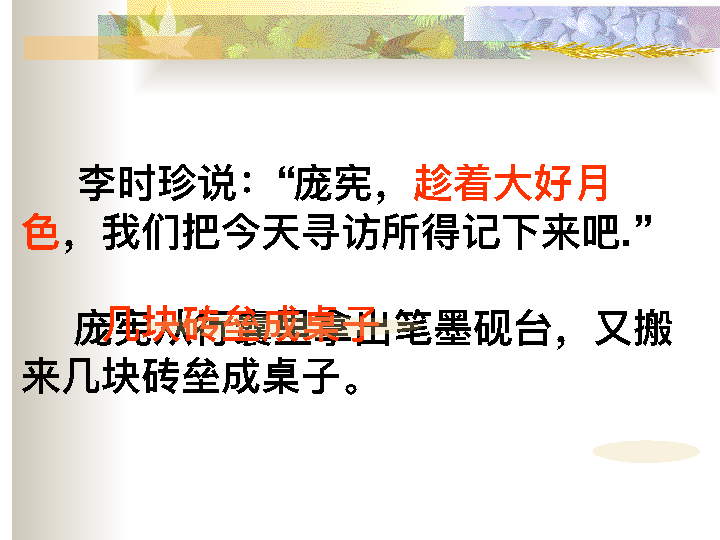 李时珍说：“庞宪，趁着大好月
色，我们把今天寻访所得记下来吧.”
庞宪从行囊里拿出笔墨砚台，又搬
几块砖垒成桌子
来几块砖垒成桌子。